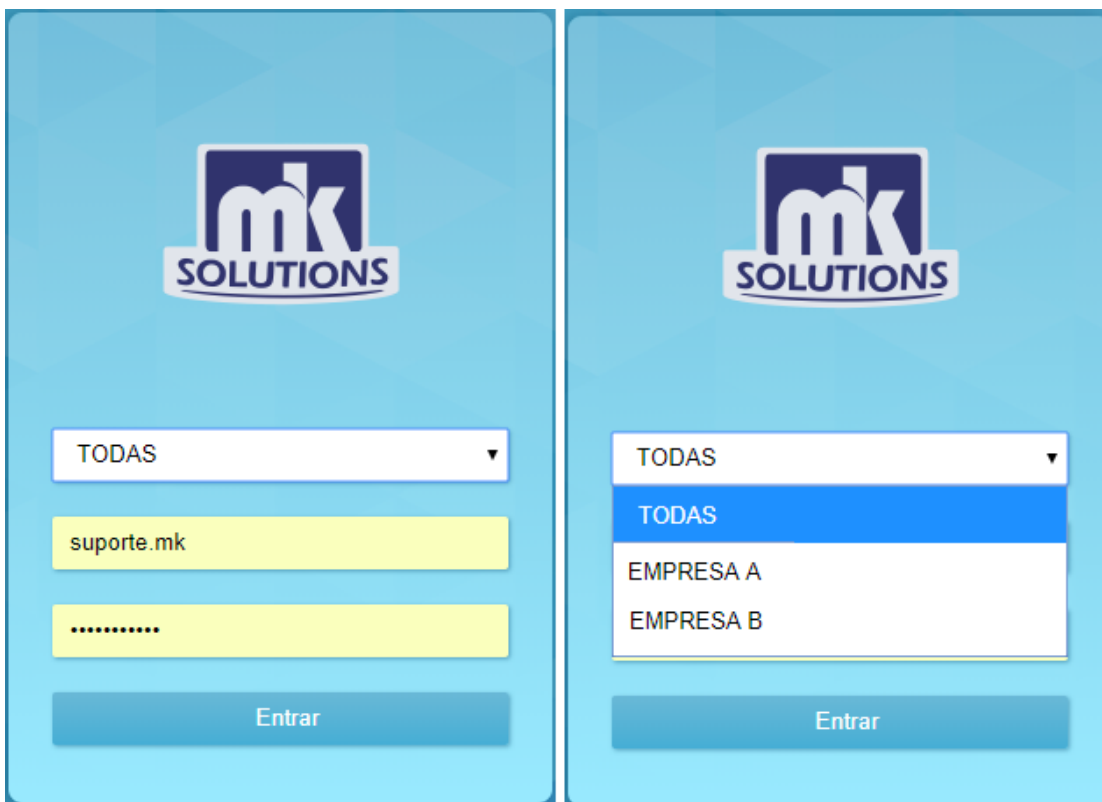 mk
SOLUTIONS
TODAS
suporte.mk
•••••••••••
Entrar
mk
SOLUTIONS
TODAS
TODAS
EMPRESA A
EMPRESA B
Entrar